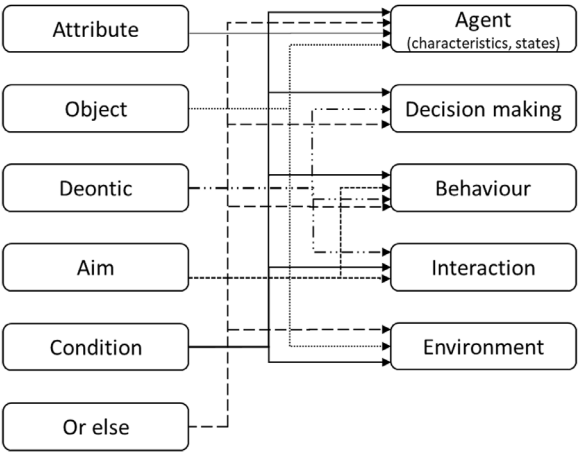 Attribute
Agent
(characteristics, states)
Object
Decision making
Deontic
Behaviour
Aim
Interaction
Condition
Environment
Or else